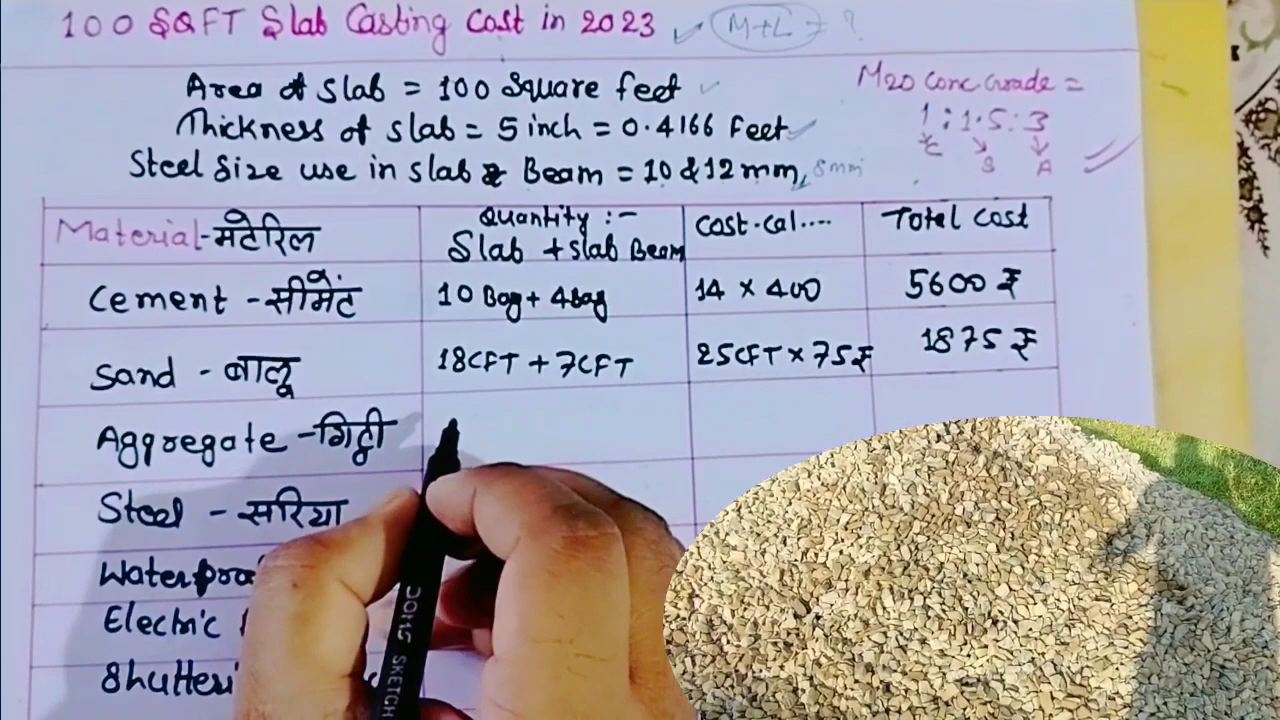 100 SQFT Slab Casting Cost in 2023 M+L = ?
Area of Slab = 100 Square feet
Thickness of slab = 5 inch = 0.4166 Feet
Steel Size use in slab & Beam = 10 & 12 mm, 8mm
M20 Conc Grade =
1 : 1.5 : 3
C S A
Material - मटेरिल Quantity :- Slab + Slab Beam Cost-cal.... Total Cost
Cement - सीमेंट 10 Bag + 4 Bag 14 × 400 5600 ₹
Sand - बालू 18CFT + 7CFT 25CFT × 75₹ 1875 ₹
Aggregate - गिट्टी
Steel - सरिया
Electric
DOMS SKETCH